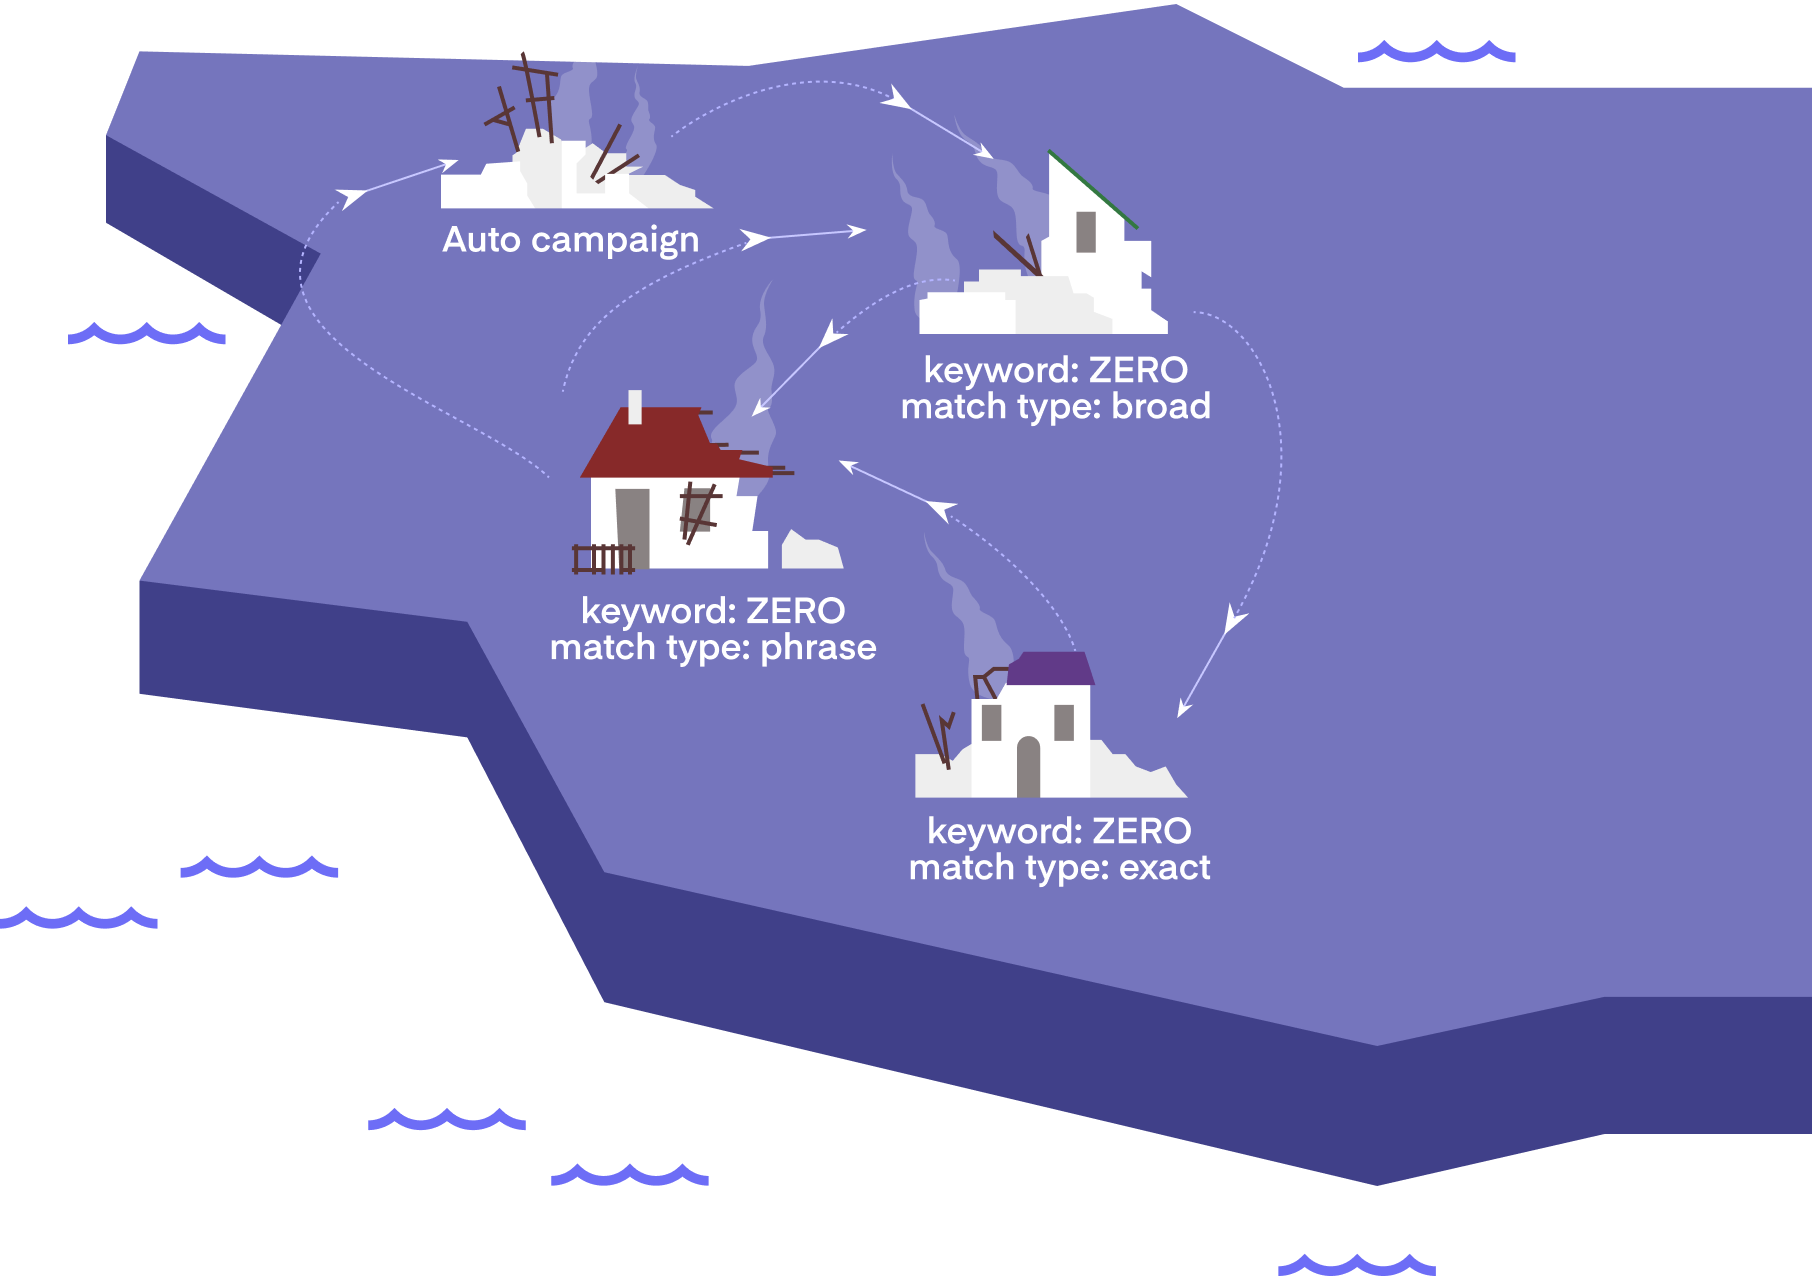 Auto campaign
keyword: ZERO
match type: broad
keyword: ZERO
match type: phrase
keyword: ZERO
match type: exact